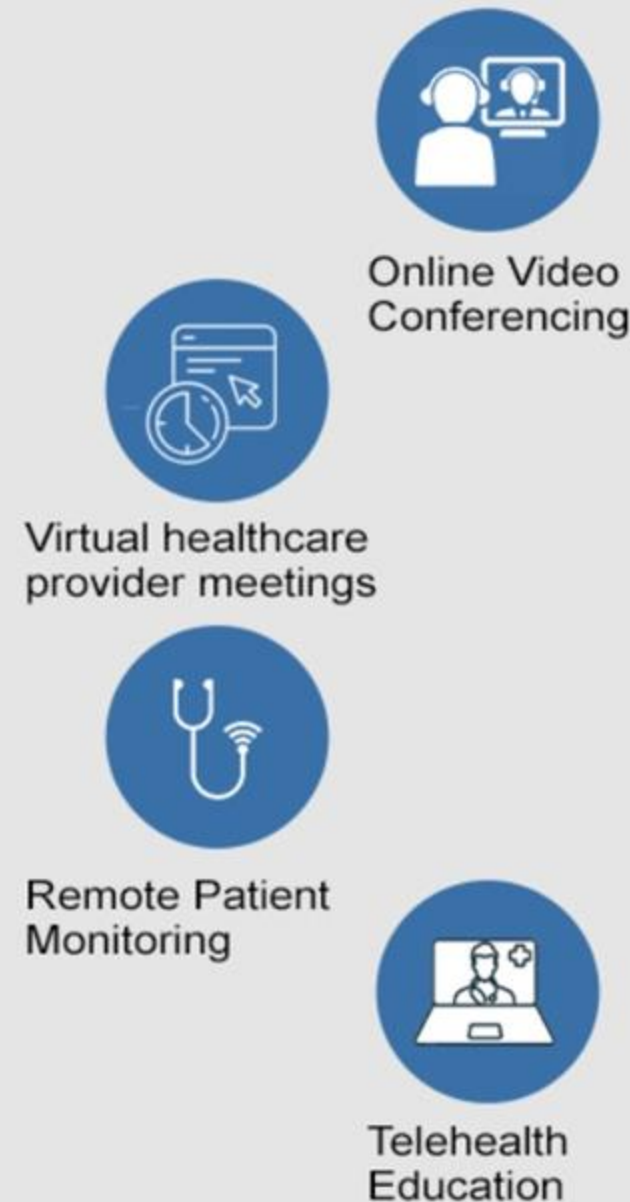 Online Video
Conferencing
Virtual healthcare
provider meetings
Remote Patient
Monitoring
Telehealth
Education